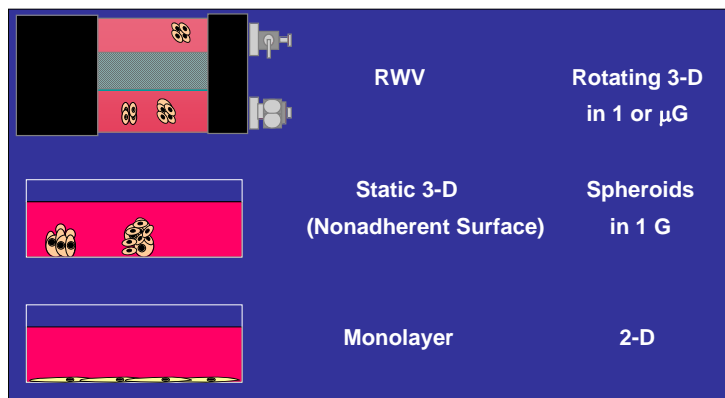 RWV
Rotating 3-D
in 1 or μG
Static 3-D
(Nonadherent Surface)
Spheroids
in 1 G
Monolayer
2-D